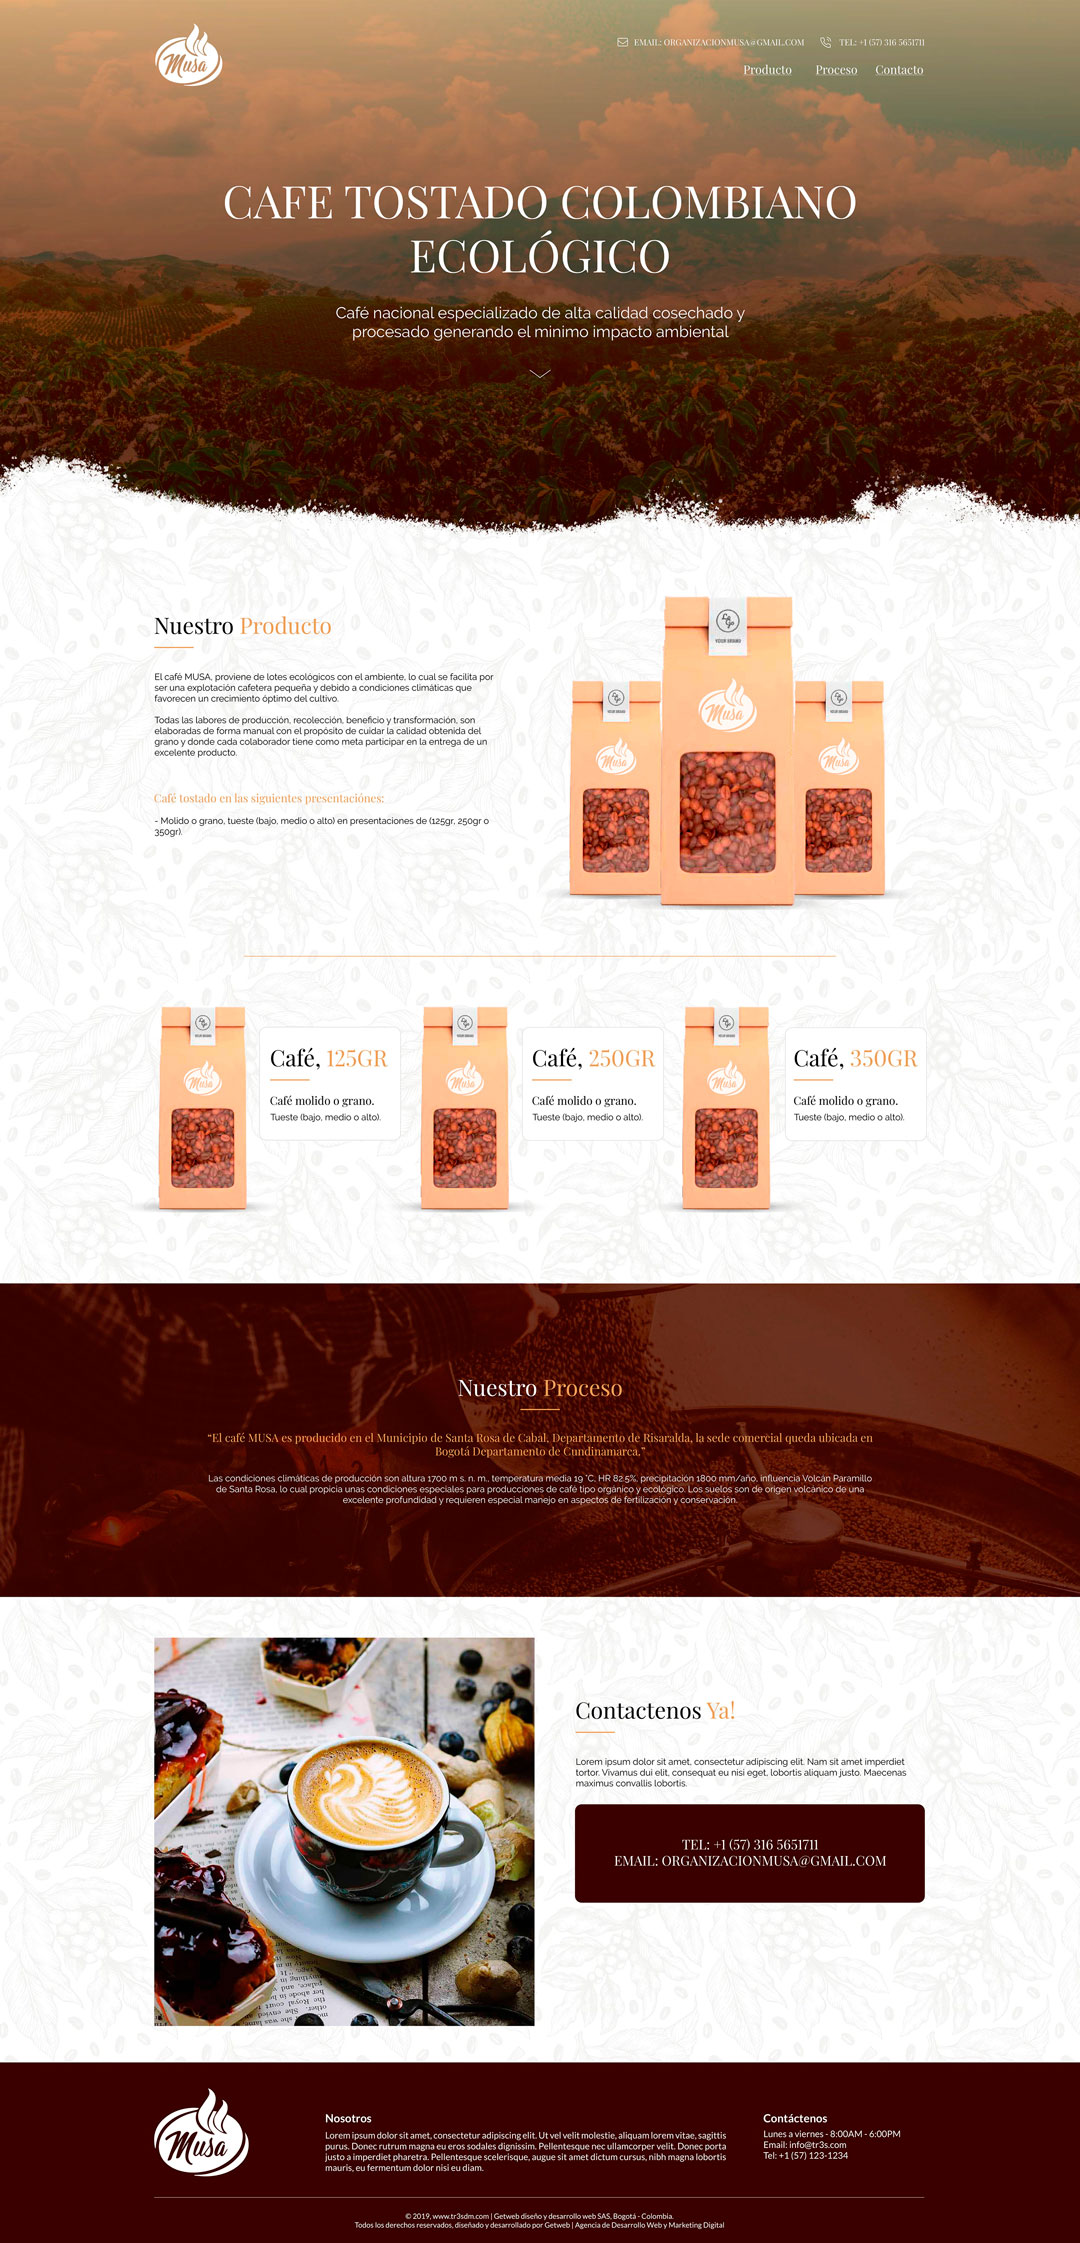 Musa
EMAIL: ORGANIZACIONMUSA@GMAIL.COM TEL: +1 (57) 316 5651711
Producto Proceso Contacto
CAFE TOSTADO COLOMBIANO
ECOLÓGICO
Café nacional especializado de alta calidad cosechado y
procesado generando el minimo impacto ambiental
Nuestro Producto
El café MUSA, proviene de lotes ecológicos con el ambiente, lo cual se facilita por
ser una explotación cafetera pequeña y debido a condiciones climáticas que
favorecen un crecimiento óptimo del cultivo.
Todas las labores de producción, recolección, beneficio y transformación, son
elaboradas de forma manual con el propósito de cuidar la calidad obtenida del
grano y donde cada colaborador tiene como meta participar en la entrega de un
excelente producto.
Café tostado en las siguientes presentaciónes:
- Molido o grano, tueste (bajo, medio o alto) en presentaciones de (125gr, 250gr o
350gr).
YOUR BRAND
Musa
YOUR BRAND
Musa
YOUR BRAND
Musa
YOUR BRAND
Musa
Café, 125GR
Café molido o grano.
Tueste (bajo, medio o alto).
YOUR BRAND
Musa
Café, 250GR
Café molido o grano.
Tueste (bajo, medio o alto).
YOUR BRAND
Musa
Café, 350GR
Café molido o grano.
Tueste (bajo, medio o alto).
Nuestro Proceso
“El café MUSA es producido en el Municipio de Santa Rosa de Cabal, Departamento de Risaralda, la sede comercial queda ubicada en
Bogotá Departamento de Cundinamarca.”
Las condiciones climáticas de producción son altura 1700 m s. n. m., temperatura media 19 °C, HR 82.5%, precipitación 1800 mm/año, influencia Volcán Paramillo
de Santa Rosa, lo cual propicia unas condiciones especiales para producciones de café tipo orgánico y ecológico. Los suelos son de origen volcánico de una
excelente profundidad y requieren especial manejo en aspectos de fertilización y conservación.
Contactenos Ya!
Lorem ipsum dolor sit amet, consectetur adipiscing elit. Nam sit amet imperdiet
tortor. Vivamus dui elit, consequat eu nisi eget, lobortis aliquam justo. Maecenas
maximus convallis lobortis.
TEL: +1 (57) 316 5651711
EMAIL: ORGANIZACIONMUSA@GMAIL.COM
Musa
Nosotros
Lorem ipsum dolor sit amet, consectetur adipiscing elit. Ut vel velit molestie, aliquam lorem vitae, sagittis
purus. Donec rutrum magna eu eros sodales dignissim. Pellentesque nec ullamcorper velit. Donec porta
justo a imperdiet pharetra. Pellentesque scelerisque, augue sit amet dictum cursus, nibh magna lobortis
mauris, eu fermentum dolor nisi eu diam.
Contáctenos
Lunes a viernes - 8:00AM - 6:00PM
Email: info@tr3s.com
Tel: +1 (57) 123-1234
© 2019, www.tr3sdm.com | Getweb diseño y desarrollo web SAS, Bogotá - Colombia.
Todos los derechos reservados, diseñado y desarrollado por Getweb | Agencia de Desarrollo Web y Marketing Digital